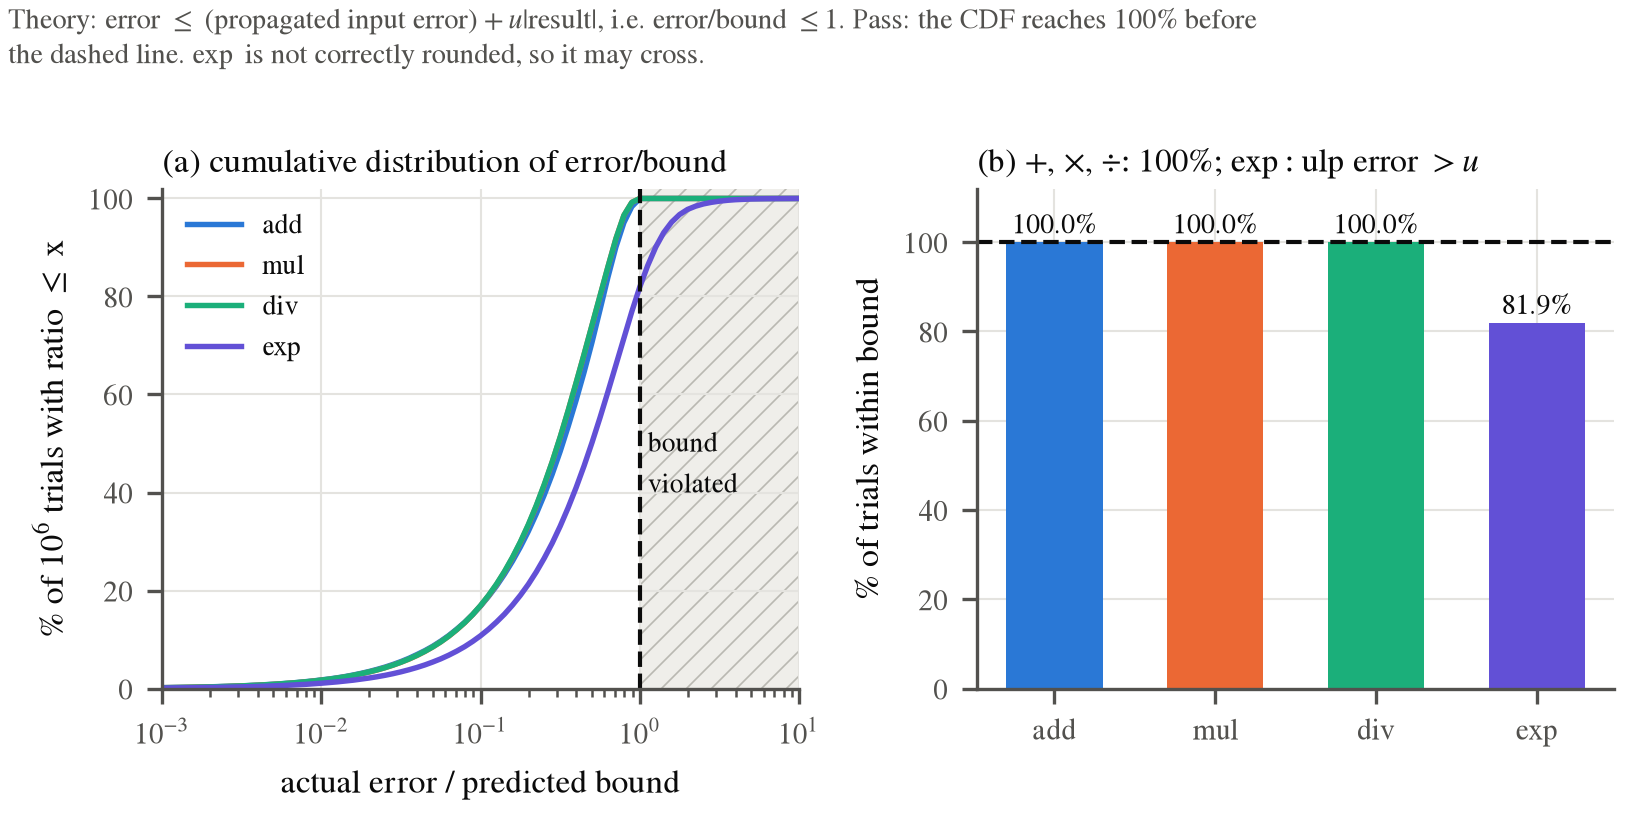 Theory: error ≤ (propagated input error) + u|result|, i.e. error/bound ≤ 1. Pass: the CDF reaches 100% before
the dashed line. exp is not correctly rounded, so it may cross.
(a) cumulative distribution of error/bound
% of 10⁶ trials with ratio ≤ x
100
80
60
40
20
0
add
mul
div
exp
bound
violated
10⁻³ 10⁻² 10⁻¹ 10⁰ 10¹
actual error / predicted bound
(b) +, ×, ÷: 100%; exp : ulp error > u
% of trials within bound
100
80
60
40
20
0
100.0% 100.0% 100.0%
81.9%
add mul div exp